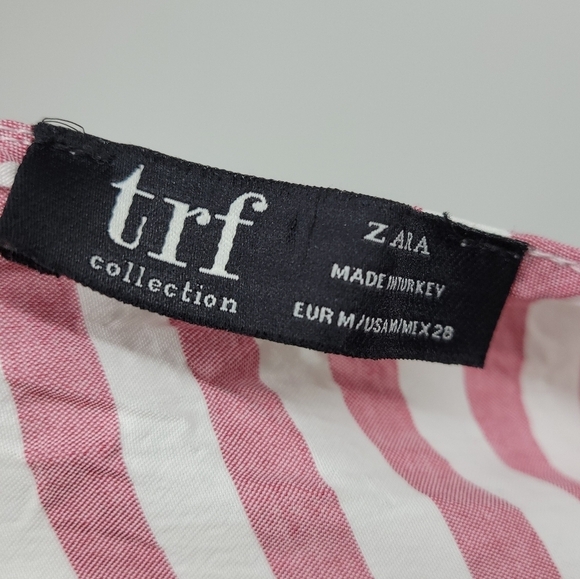 trf
collection
ZARA
MADE IN TURKEY
EUR M/USA M/MEX 28